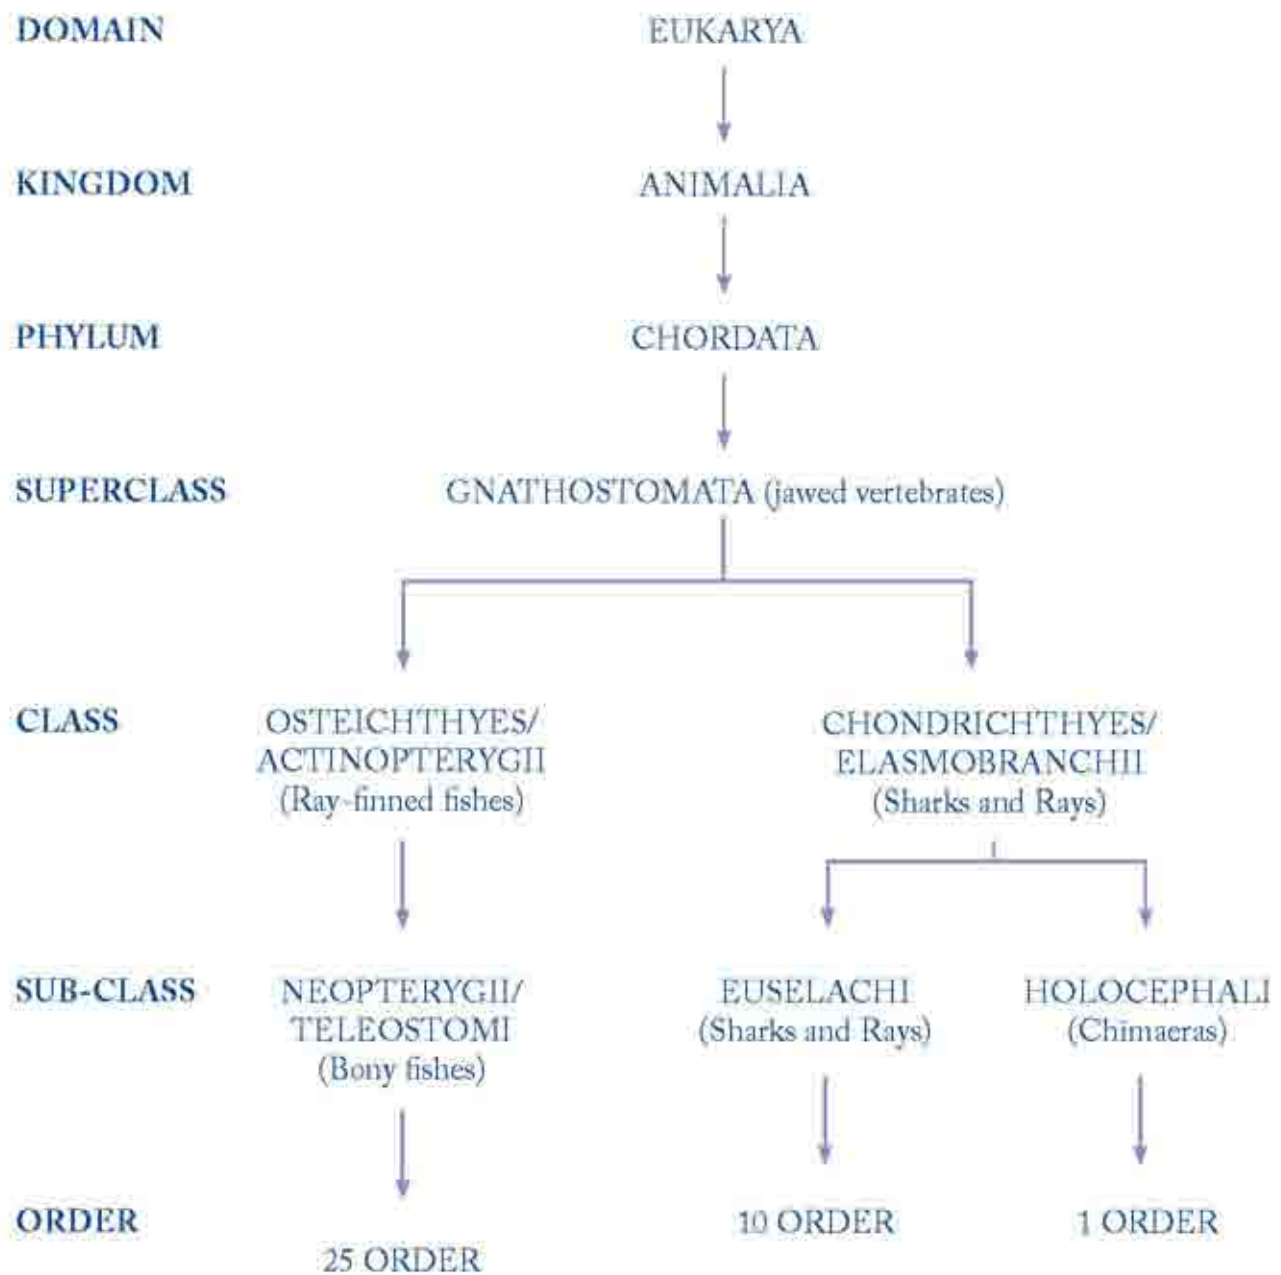 DOMAIN
EUKARYA
KINGDOM
ANIMALIA
PHYLUM
CHORDATA
SUPERCLASS
GNATHOSTOMATA (jawed vertebrates)
CLASS
OSTEICHTHYES/
ACTINOPTERYGII
(Ray-finned fishes)
CHONDRICHTHYES/
ELASMOBRANCHII
(Sharks and Rays)
SUB-CLASS
NEOPTERYGII/
TELEOSTOMI
(Bony fishes)
EUSELACHI
(Sharks and Rays)
HOLOCEPHALI
(Chimaeras)
ORDER
25 ORDER
10 ORDER
1 ORDER